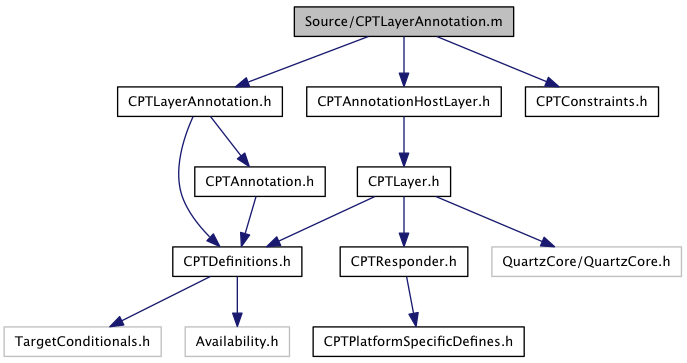 Source/CPTLayerAnnotation.m
CPTLayerAnnotation.h
CPTAnnotationHostLayer.h
CPTConstraints.h
CPTAnnotation.h
CPTLayer.h
CPTDefinitions.h
CPTResponder.h
QuartzCore/QuartzCore.h
TargetConditionals.h
Availability.h
CPTPlatformSpecificDefines.h